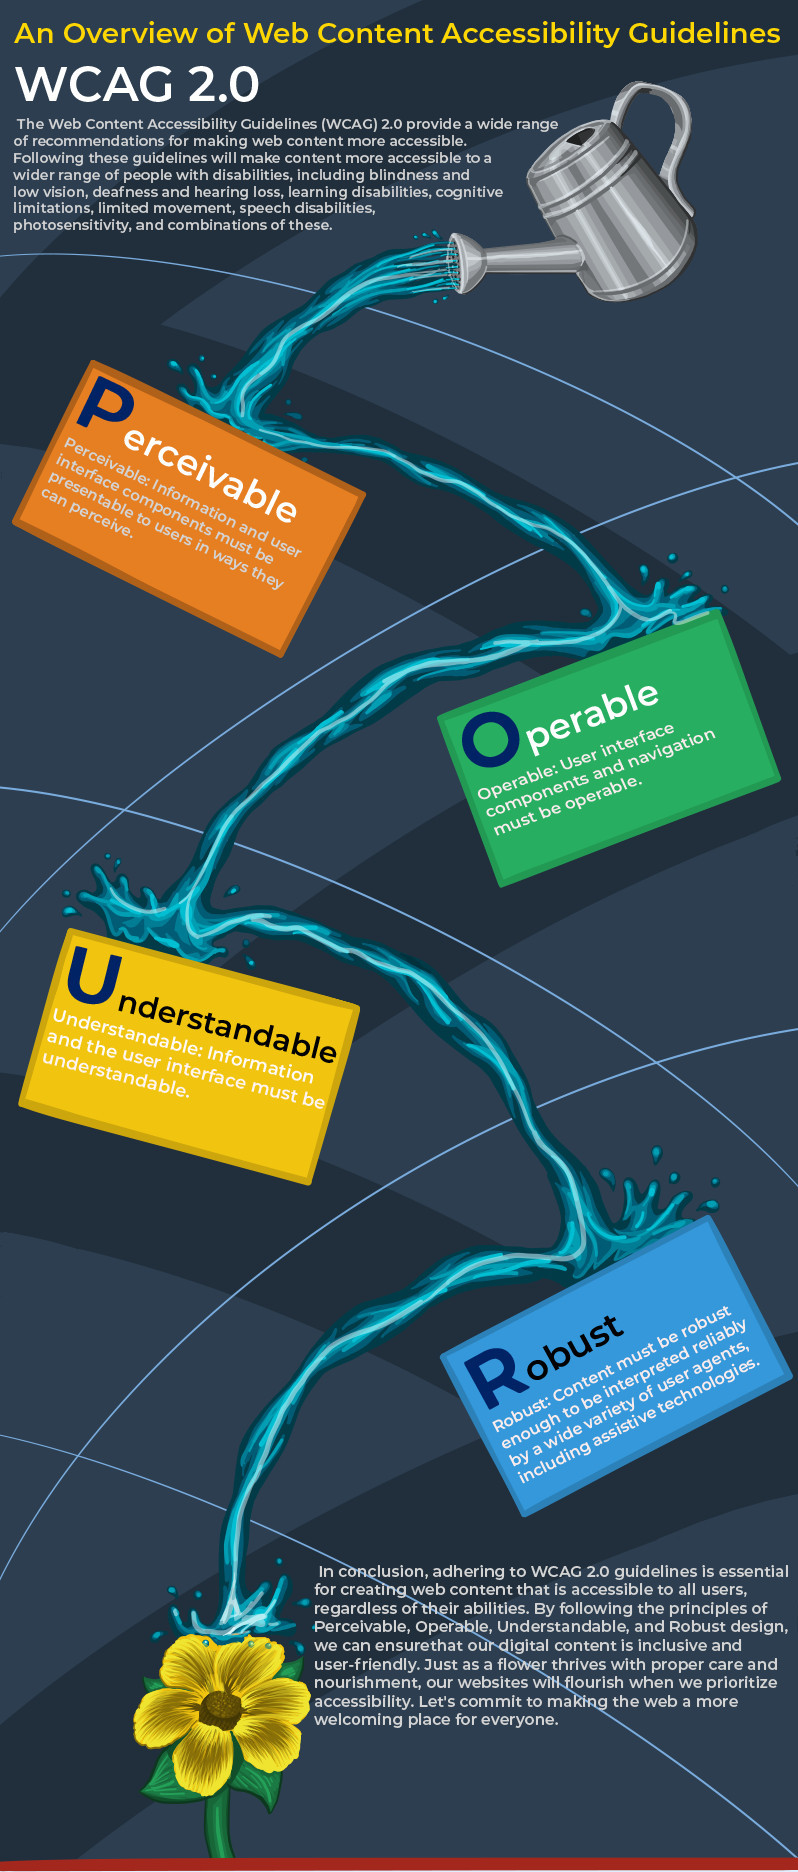 An Overview of Web Content Accessibility Guidelines
WCAG 2.0
The Web Content Accessibility Guidelines (WCAG) 2.0 provide a wide range
of recommendations for making web content more accessible.
Following these guidelines will make content more accessible to a
wider range of people with disabilities, including blindness and
low vision, deafness and hearing loss, learning disabilities, cognitive
limitations, limited movement, speech disabilities,
photosensitivity, and combinations of these.
Perceivable
Perceivable: Information and user
interface components must be
presentable to users in ways they
can perceive.
Operable
Operable: User interface
components and navigation
must be operable.
Understandable
Understandable: Information
and the user interface must be
understandable.
Robust
Robust: Content must be robust
enough to be interpreted reliably
by a wide variety of user agents,
including assistive technologies.
In conclusion, adhering to WCAG 2.0 guidelines is essential
for creating web content that is accessible to all users,
regardless of their abilities. By following the principles of
Perceivable, Operable, Understandable, and Robust design,
we can ensurethat our digital content is inclusive and
user-friendly. Just as a flower thrives with proper care and
nourishment, our websites will flourish when we prioritize
accessibility. Let's commit to making the web a more
welcoming place for everyone.